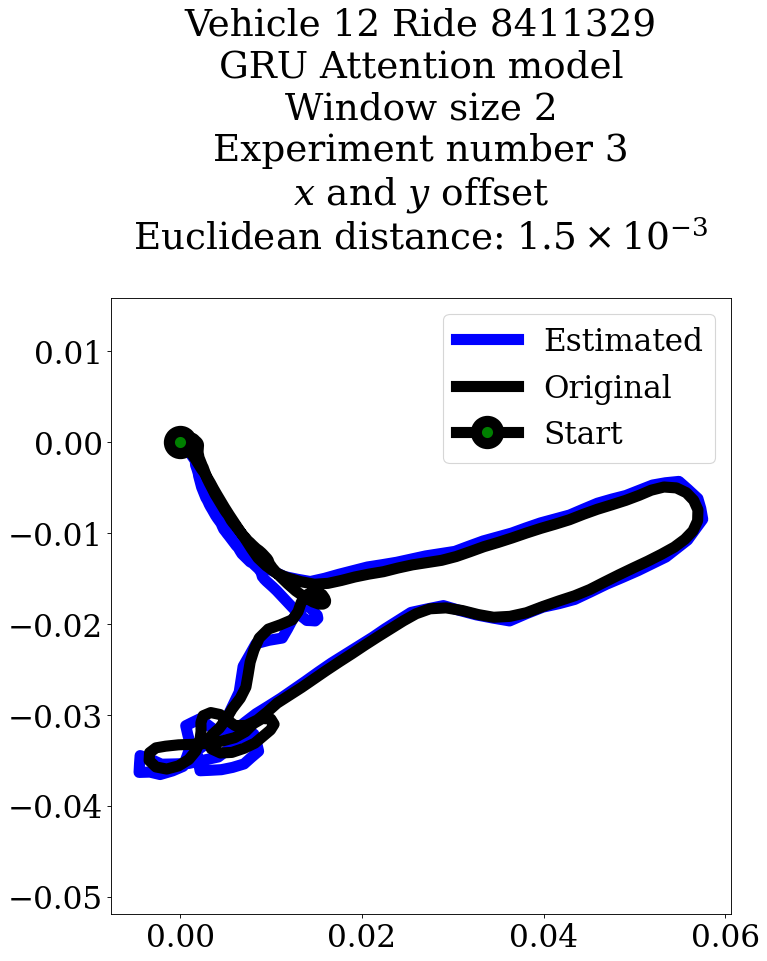 Vehicle 12 Ride 8411329
GRU Attention model
Window size 2
Experiment number 3
x and y offset
Euclidean distance: 1.5 × 10⁻³
Estimated
Original
Start
0.01
0.00
−0.01
−0.02
−0.03
−0.04
−0.05
0.00 0.02 0.04 0.06